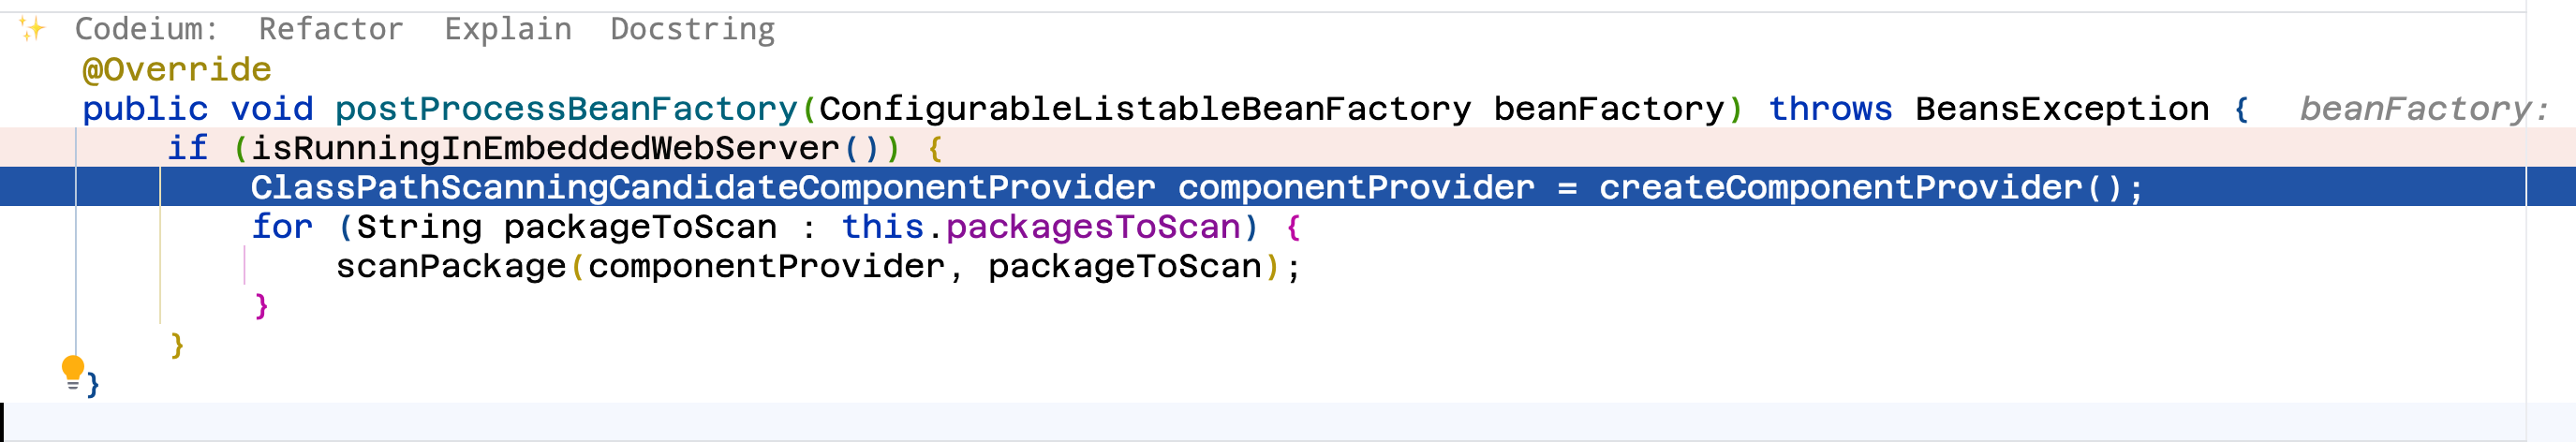 Codeium: Refactor Explain Docstring
@Override
public void postProcessBeanFactory(ConfigurableListableBeanFactory beanFactory) throws BeansException { beanFactory:
if (isRunningInEmbeddedWebServer()) {
ClassPathScanningCandidateComponentProvider componentProvider = createComponentProvider();
for (String packageToScan : this.packagesToScan) {
scanPackage(componentProvider, packageToScan);
}
}
}